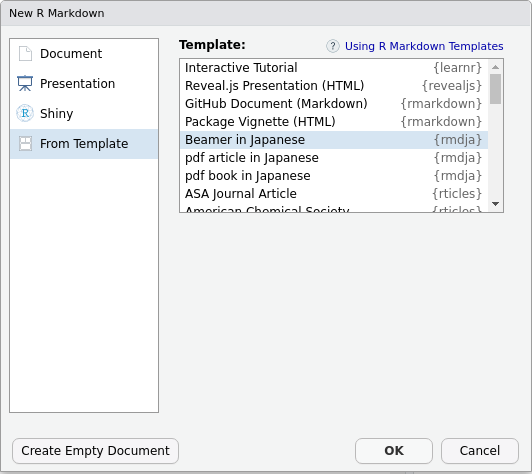 New R Markdown
Document
Presentation
Shiny
From Template
Template:
? Using R Markdown Templates
Interactive Tutorial {learnr}
Reveal.js Presentation (HTML) {revealjs}
GitHub Document (Markdown) {rmarkdown}
Package Vignette (HTML) {rmarkdown}
Beamer in Japanese {rmdja}
pdf article in Japanese {rmdja}
pdf book in Japanese {rmdja}
ASA Journal Article {rticles}
American Chemical Society {rticles}
Create Empty Document
OK
Cancel